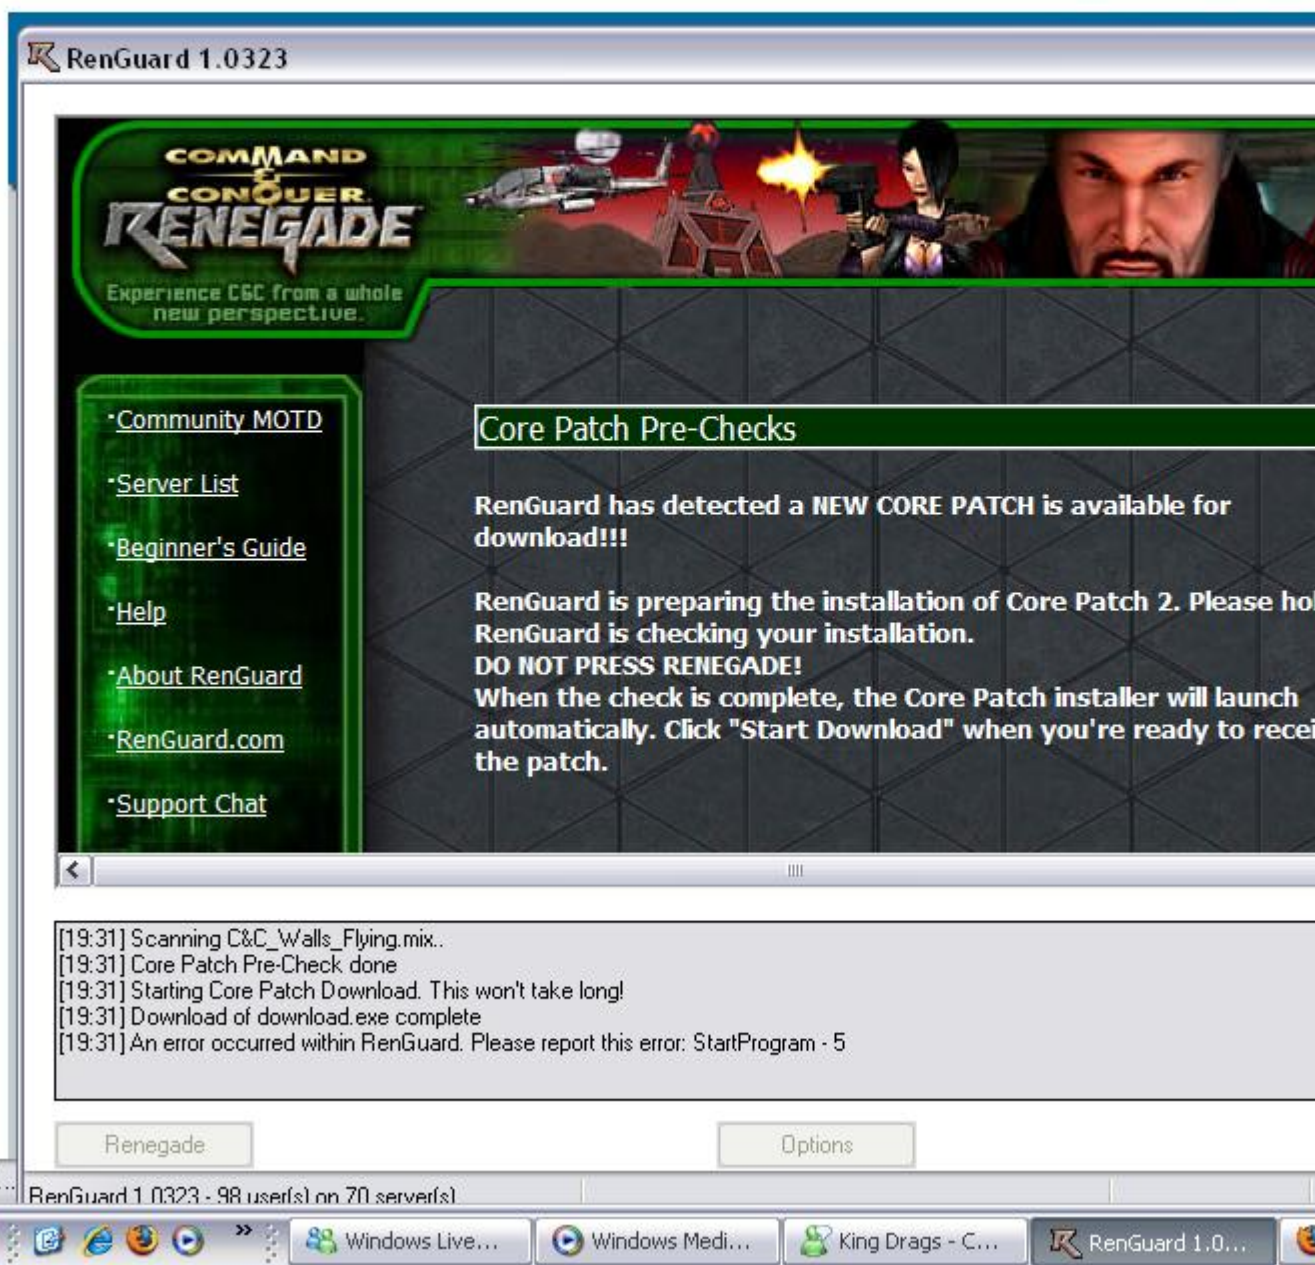 RenGuard 1.0323
COMMAND
&
CONQUER
RENEGADE
Experience C&C from a whole
new perspective.
·Community MOTD
·Server List
·Beginner's Guide
·Help
·About RenGuard
·RenGuard.com
·Support Chat
Core Patch Pre-Checks
RenGuard has detected a NEW CORE PATCH is available for
download!!!
RenGuard is preparing the installation of Core Patch 2. Please hol
RenGuard is checking your installation.
DO NOT PRESS RENEGADE!
When the check is complete, the Core Patch installer will launch
automatically. Click "Start Download" when you're ready to recei
the patch.
[19:31] Scanning C&C_Walls_Flying.mix..
[19:31] Core Patch Pre-Check done
[19:31] Starting Core Patch Download. This won't take long!
[19:31] Download of download.exe complete
[19:31] An error occurred within RenGuard. Please report this error: StartProgram - 5
Renegade
Options
RenGuard 1.0323 - 98 user(s) on 70 server(s)
Windows Live...
Windows Medi...
King Drags - C...
RenGuard 1.0...